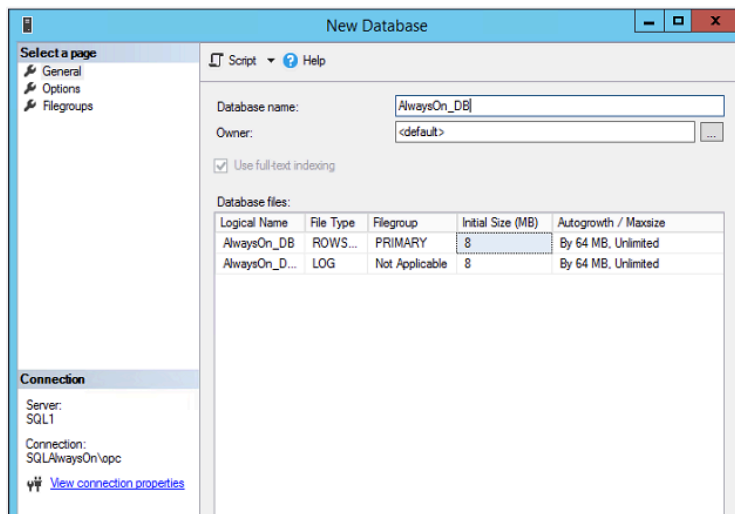 New Database
Select a page
General
Options
Filegroups
Script Help
Database name: AlwaysOn_DB
Owner: <default> ...
Use full-text indexing
Database files:
Logical Name File Type Filegroup Initial Size (MB) Autogrowth / Maxsize
AlwaysOn_DB ROWS... PRIMARY 8 By 64 MB, Unlimited
AlwaysOn_D... LOG Not Applicable 8 By 64 MB, Unlimited
Connection
Server:
SQL1
Connection:
SQLAlwaysOn\opc
View connection properties